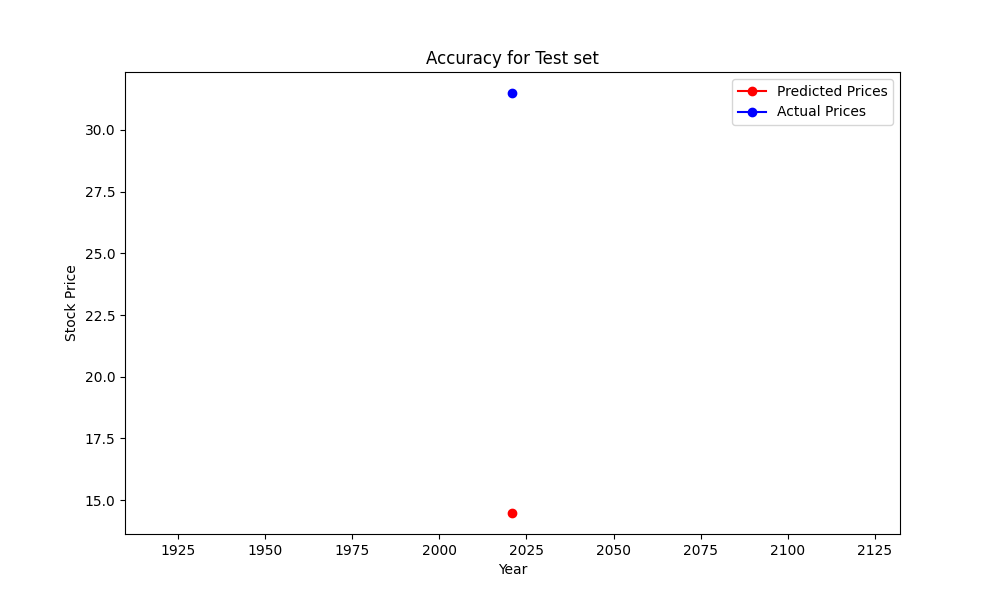 Accuracy for Test set
Predicted Prices
Actual Prices
30.0
27.5
25.0
22.5
20.0
17.5
15.0
Stock Price
1925 1950 1975 2000 2025 2050 2075 2100 2125
Year